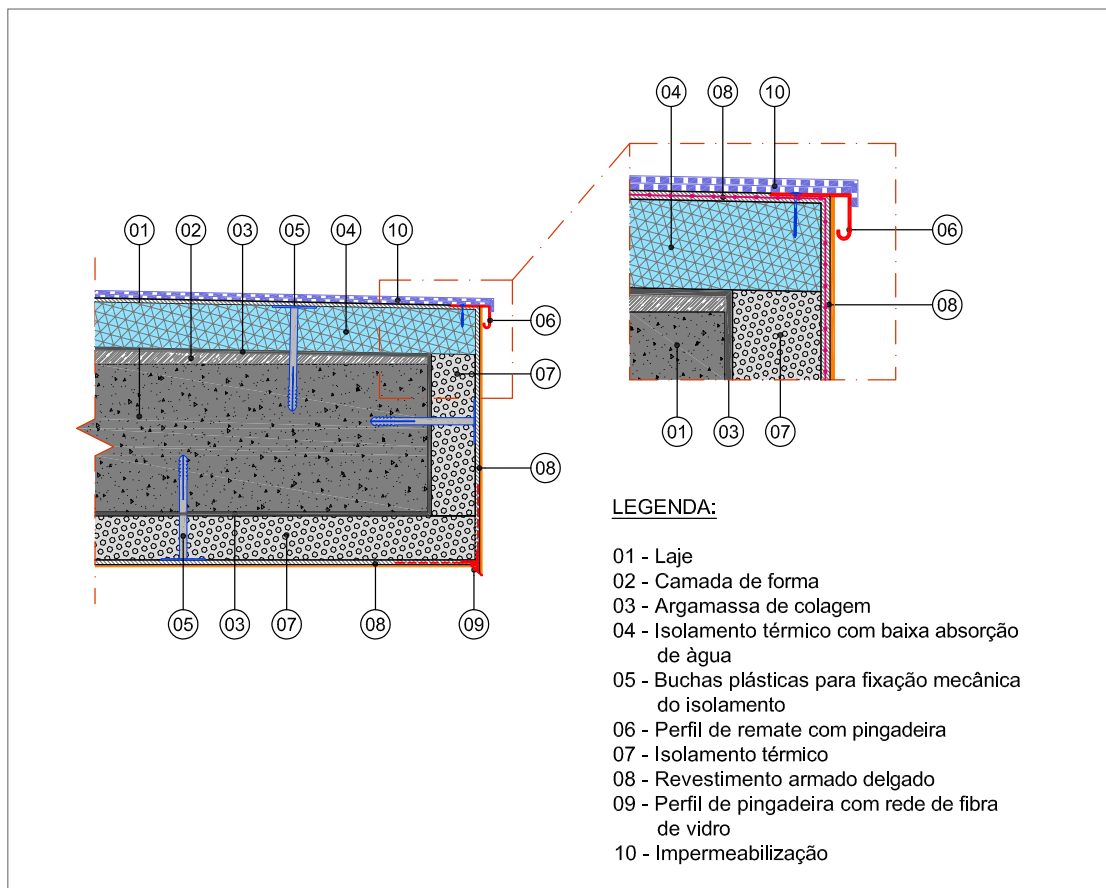 04 08 10
01 02 03 05 04 10
06
06
08
07
01 03 07
08
05 03 07 08 09
LEGENDA:
01 - Laje
02 - Camada de forma
03 - Argamassa de colagem
04 - Isolamento térmico com baixa absorção
de àgua
05 - Buchas plásticas para fixação mecânica
do isolamento
06 - Perfil de remate com pingadeira
07 - Isolamento térmico
08 - Revestimento armado delgado
09 - Perfil de pingadeira com rede de fibra
de vidro
10 - Impermeabilização